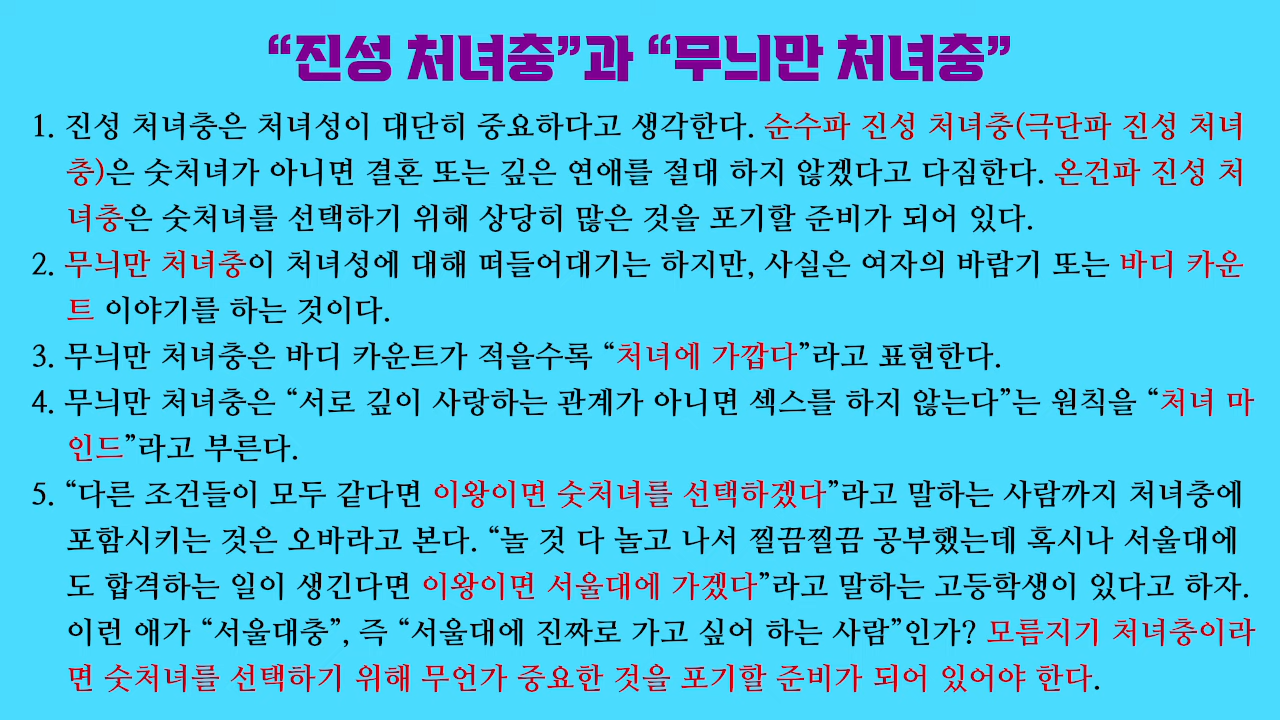 “진성 처녀충”과 “무늬만 처녀충”
1. 진성 처녀충은 처녀성이 대단히 중요하다고 생각한다. 순수파 진성 처녀충(극단파 진성 처녀
충)은 숫처녀가 아니면 결혼 또는 깊은 연애를 절대 하지 않겠다고 다짐한다. 온건파 진성 처
녀충은 숫처녀를 선택하기 위해 상당히 많은 것을 포기할 준비가 되어 있다.
2. 무늬만 처녀충이 처녀성에 대해 떠들어대기는 하지만, 사실은 여자의 바람기 또는 바디 카운
트 이야기를 하는 것이다.
3. 무늬만 처녀충은 바디 카운트가 적을수록 “처녀에 가깝다”라고 표현한다.
4. 무늬만 처녀충은 “서로 깊이 사랑하는 관계가 아니면 섹스를 하지 않는다”는 원칙을 “처녀 마
인드”라고 부른다.
5. “다른 조건들이 모두 같다면 이왕이면 숫처녀를 선택하겠다”라고 말하는 사람까지 처녀충에
포함시키는 것은 오바라고 본다. “놀 것 다 놀고 나서 찔끔찔끔 공부했는데 혹시나 서울대에
도 합격하는 일이 생긴다면 이왕이면 서울대에 가겠다”라고 말하는 고등학생이 있다고 하자.
이런 애가 “서울대충”, 즉 “서울대에 진짜로 가고 싶어 하는 사람”인가? 모름지기 처녀충이라
면 숫처녀를 선택하기 위해 무언가 중요한 것을 포기할 준비가 되어 있어야 한다.